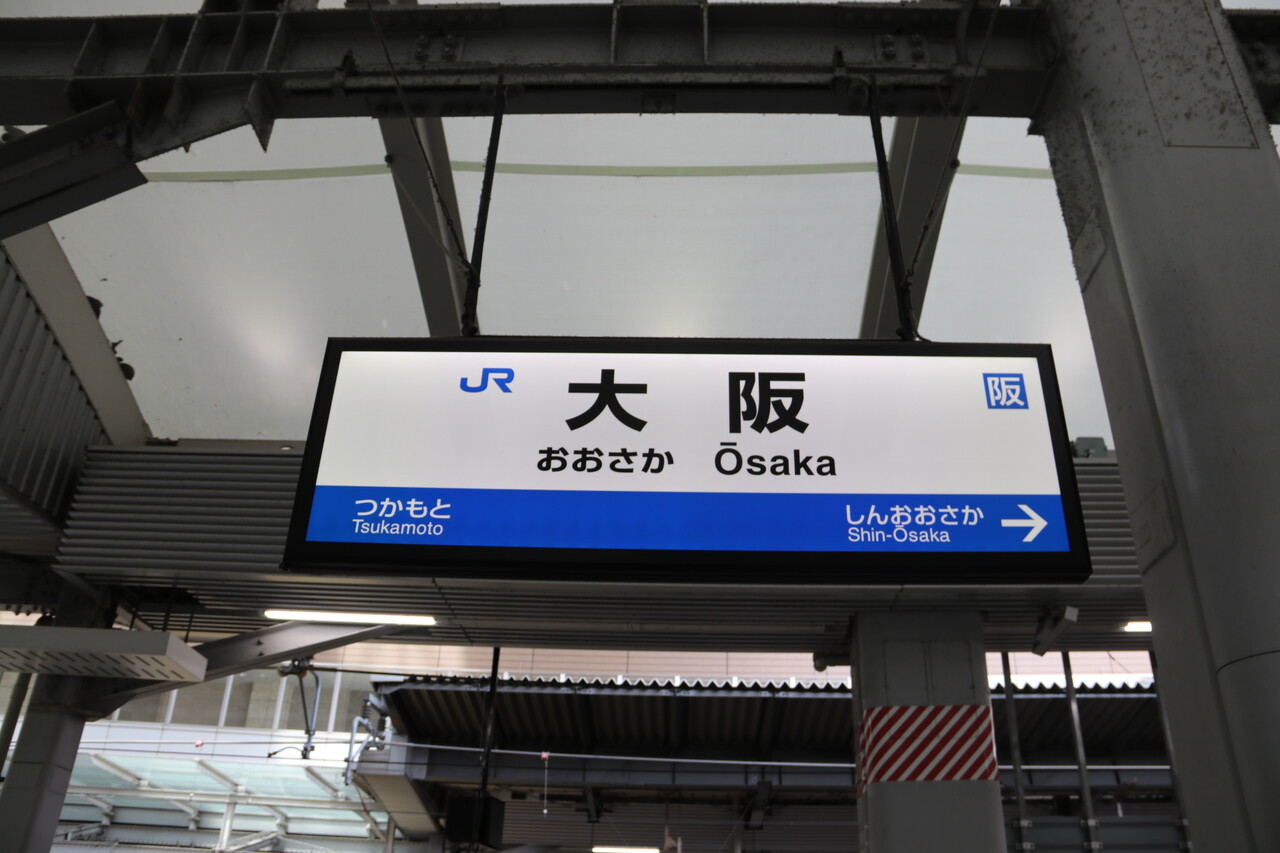 JR
大阪
阪
おおさか Ōsaka
つかもと
Tsukamoto
しんおおさか
Shin-Ōsaka